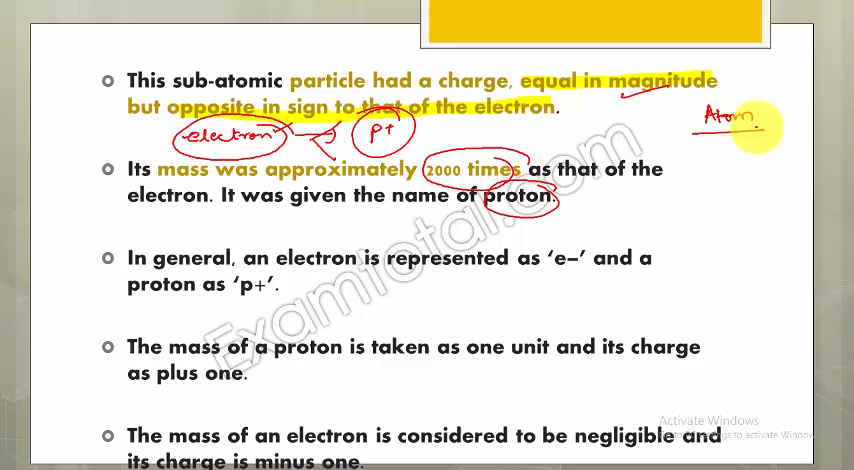 This sub-atomic particle had a charge, equal in magnitude
but opposite in sign to that of the electron.
Atom
electron p+
Its mass was approximately 2000 times as that of the
electron. It was given the name of proton.
In general, an electron is represented as ‘e−’ and a
proton as ‘p+’.
The mass of a proton is taken as one unit and its charge
as plus one.
Activate Windows
to activate Windows.
The mass of an electron is considered to be negligible and
its charge is minus one.
Examtotal.com